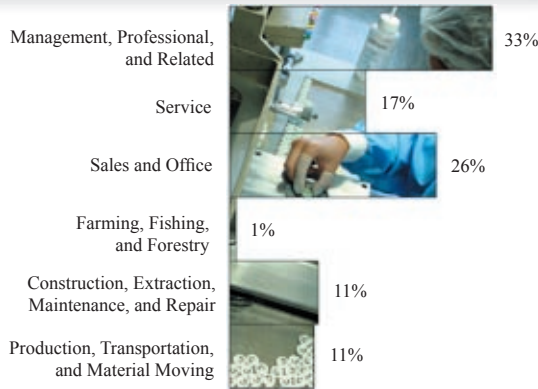 Management, Professional,
and Related
33%
Service
17%
Sales and Office
26%
Farming, Fishing,
and Forestry
1%
Construction, Extraction,
Maintenance, and Repair
11%
Production, Transportation,
and Material Moving
11%